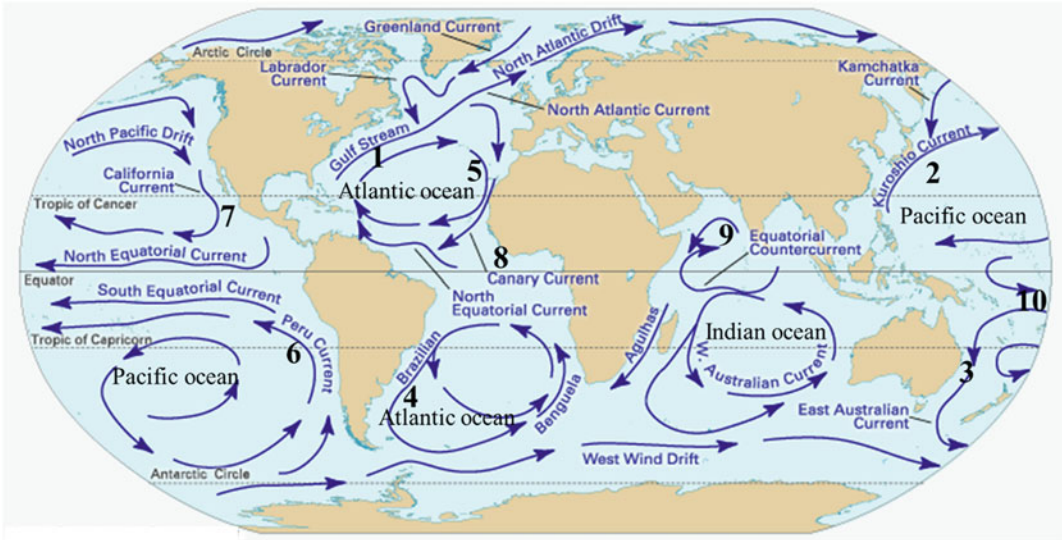 Greenland Current
North Atlantic Drift
Arctic Circle
Labrador
Current
Kamchatka
Current
North Atlantic Current
North Pacific Drift
Gulf Stream
1
5
Kuroshio Current
2
California
Current
Atlantic ocean
Tropic of Cancer
7
Pacific ocean
9
Equatorial
Countercurrent
North Equatorial Current
8
Canary Current
Equator
South Equatorial Current
North
Equatorial Current
10
Tropic of Capricorn
Peru Current
6
Brazilian
Agulhas
Indian ocean
W. Australian Current
3
Pacific ocean
4
Atlantic ocean
Benguela
East Australian
Current
West Wind Drift
Antarctic Circle